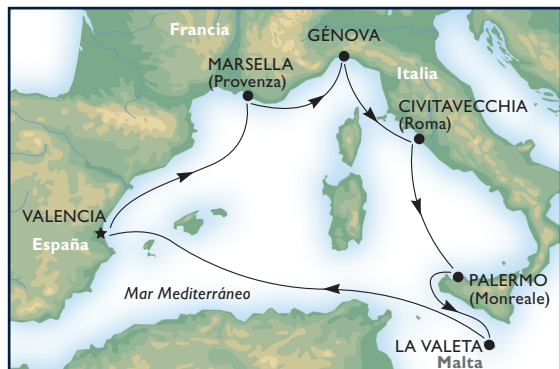 Francia
GÉNOVA
MARSELLA
(Provenza)
Italia
CIVITAVECCHIA
(Roma)
VALENCIA
España
PALERMO
(Monreale)
Mar Mediterráneo
LA VALETA
Malta